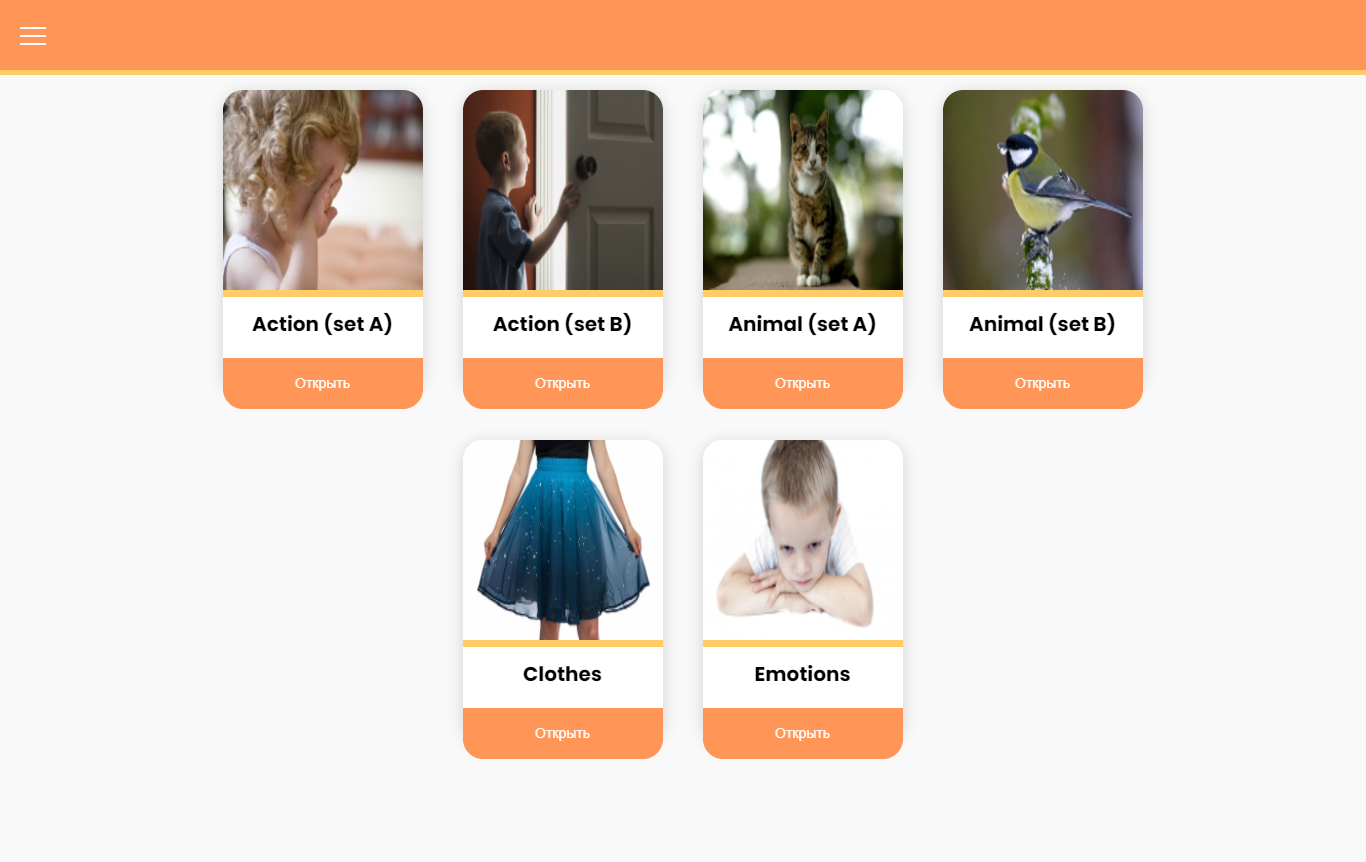 Action (set A)
Action (set B)
Animal (set A)
Animal (set B)
Открыть
Открыть
Открыть
Открыть
Clothes
Emotions
Открыть
Открыть